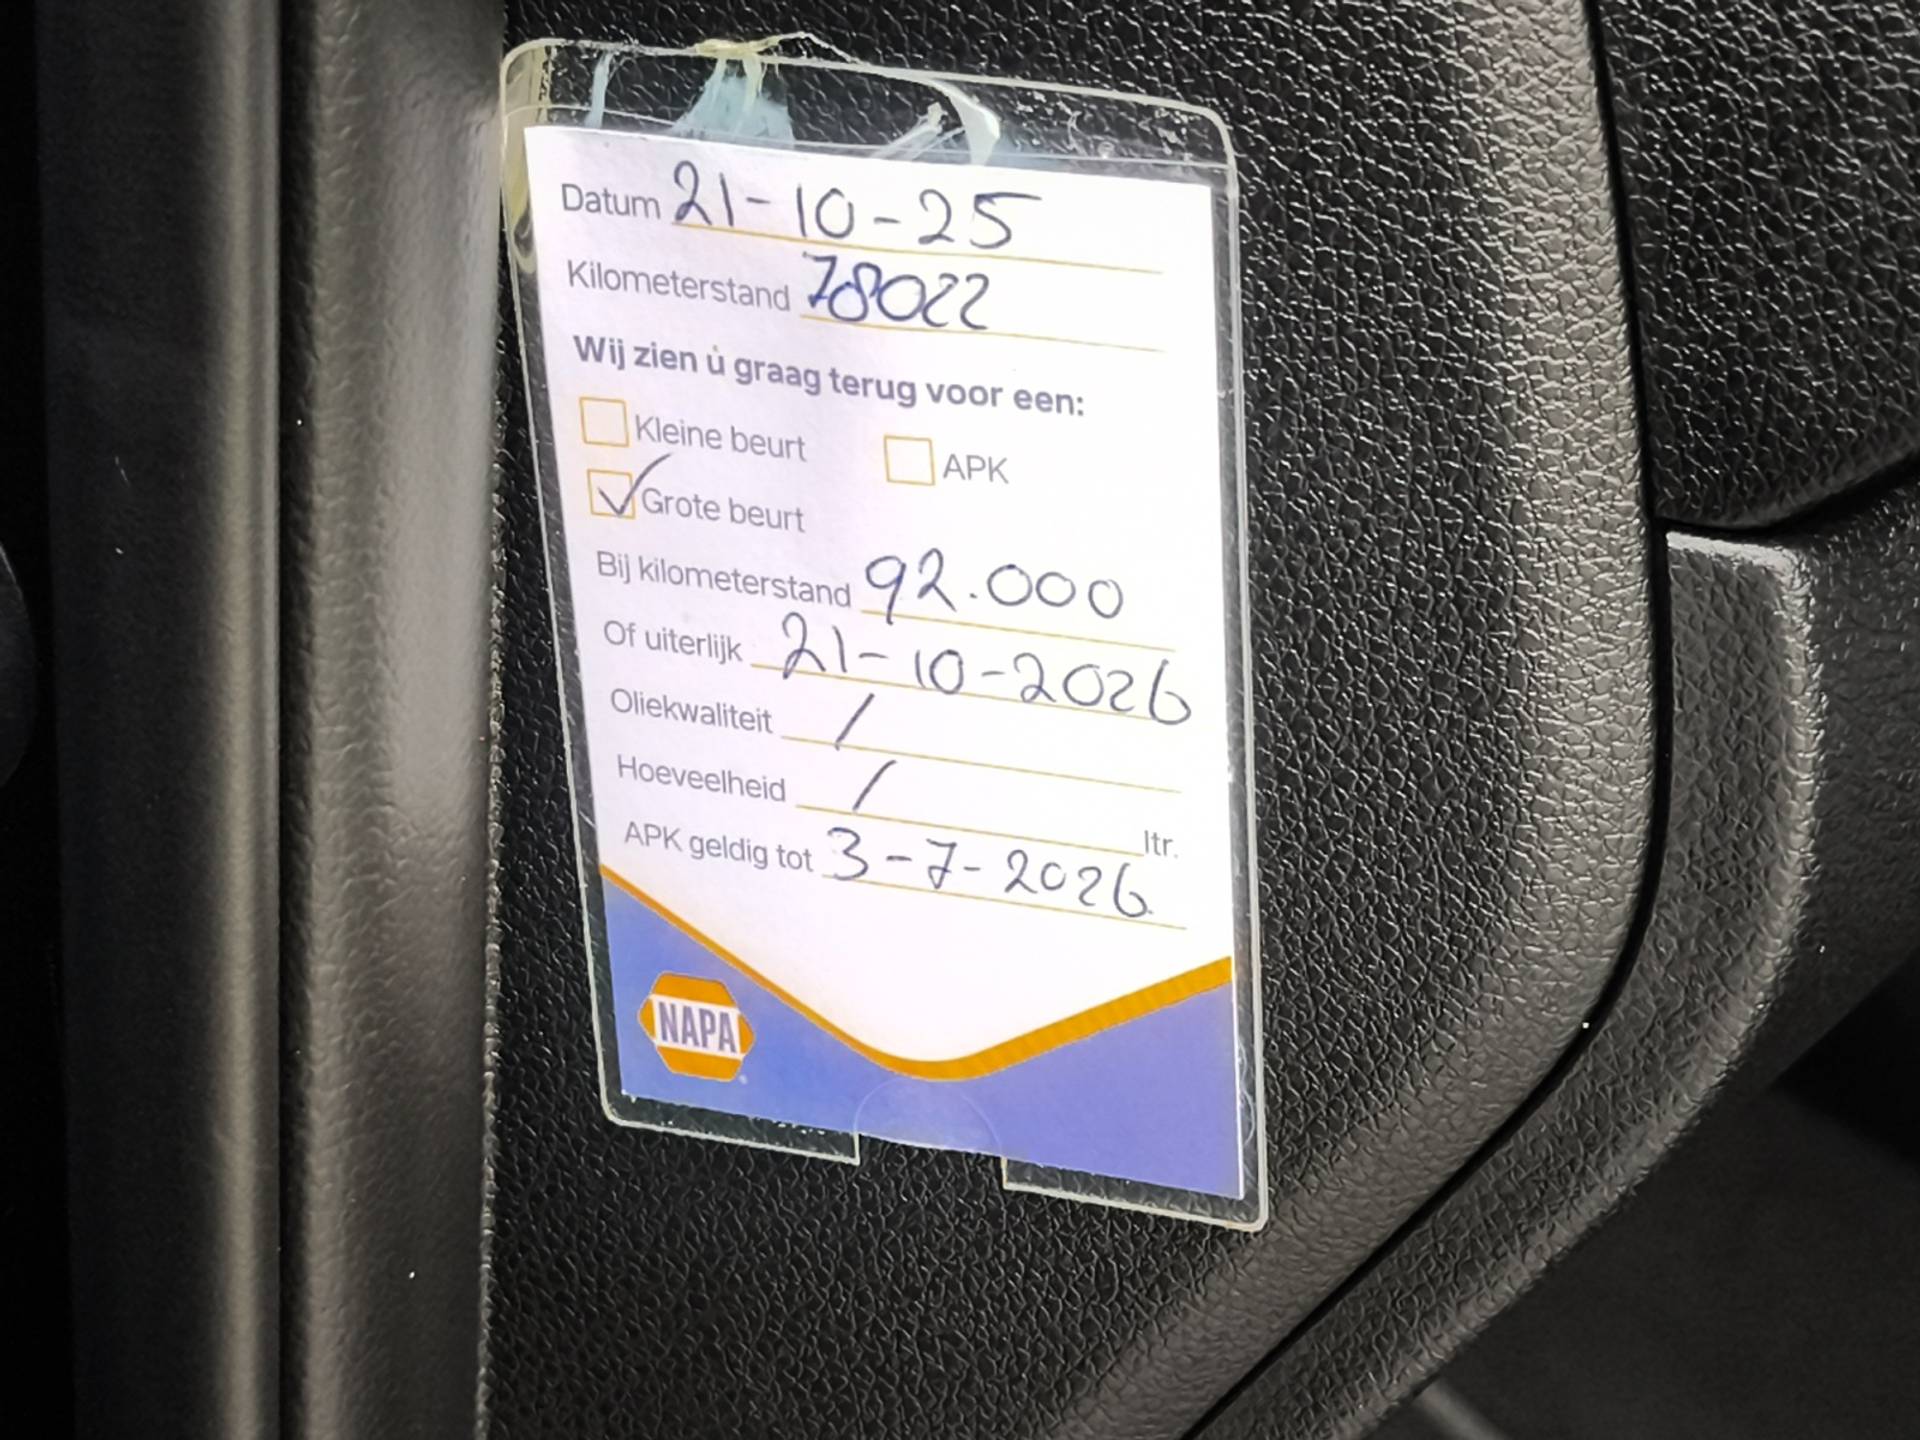 Datum 21-10-25
Kilometerstand 78022
Wij zien u graag terug voor een:
Kleine beurt APK
Grote beurt
Bij kilometerstand 92.000
Of uiterlijk 21-10-2026
Oliekwaliteit /
Hoeveelheid / ltr.
APK geldig tot 3-7-2026
NAPA